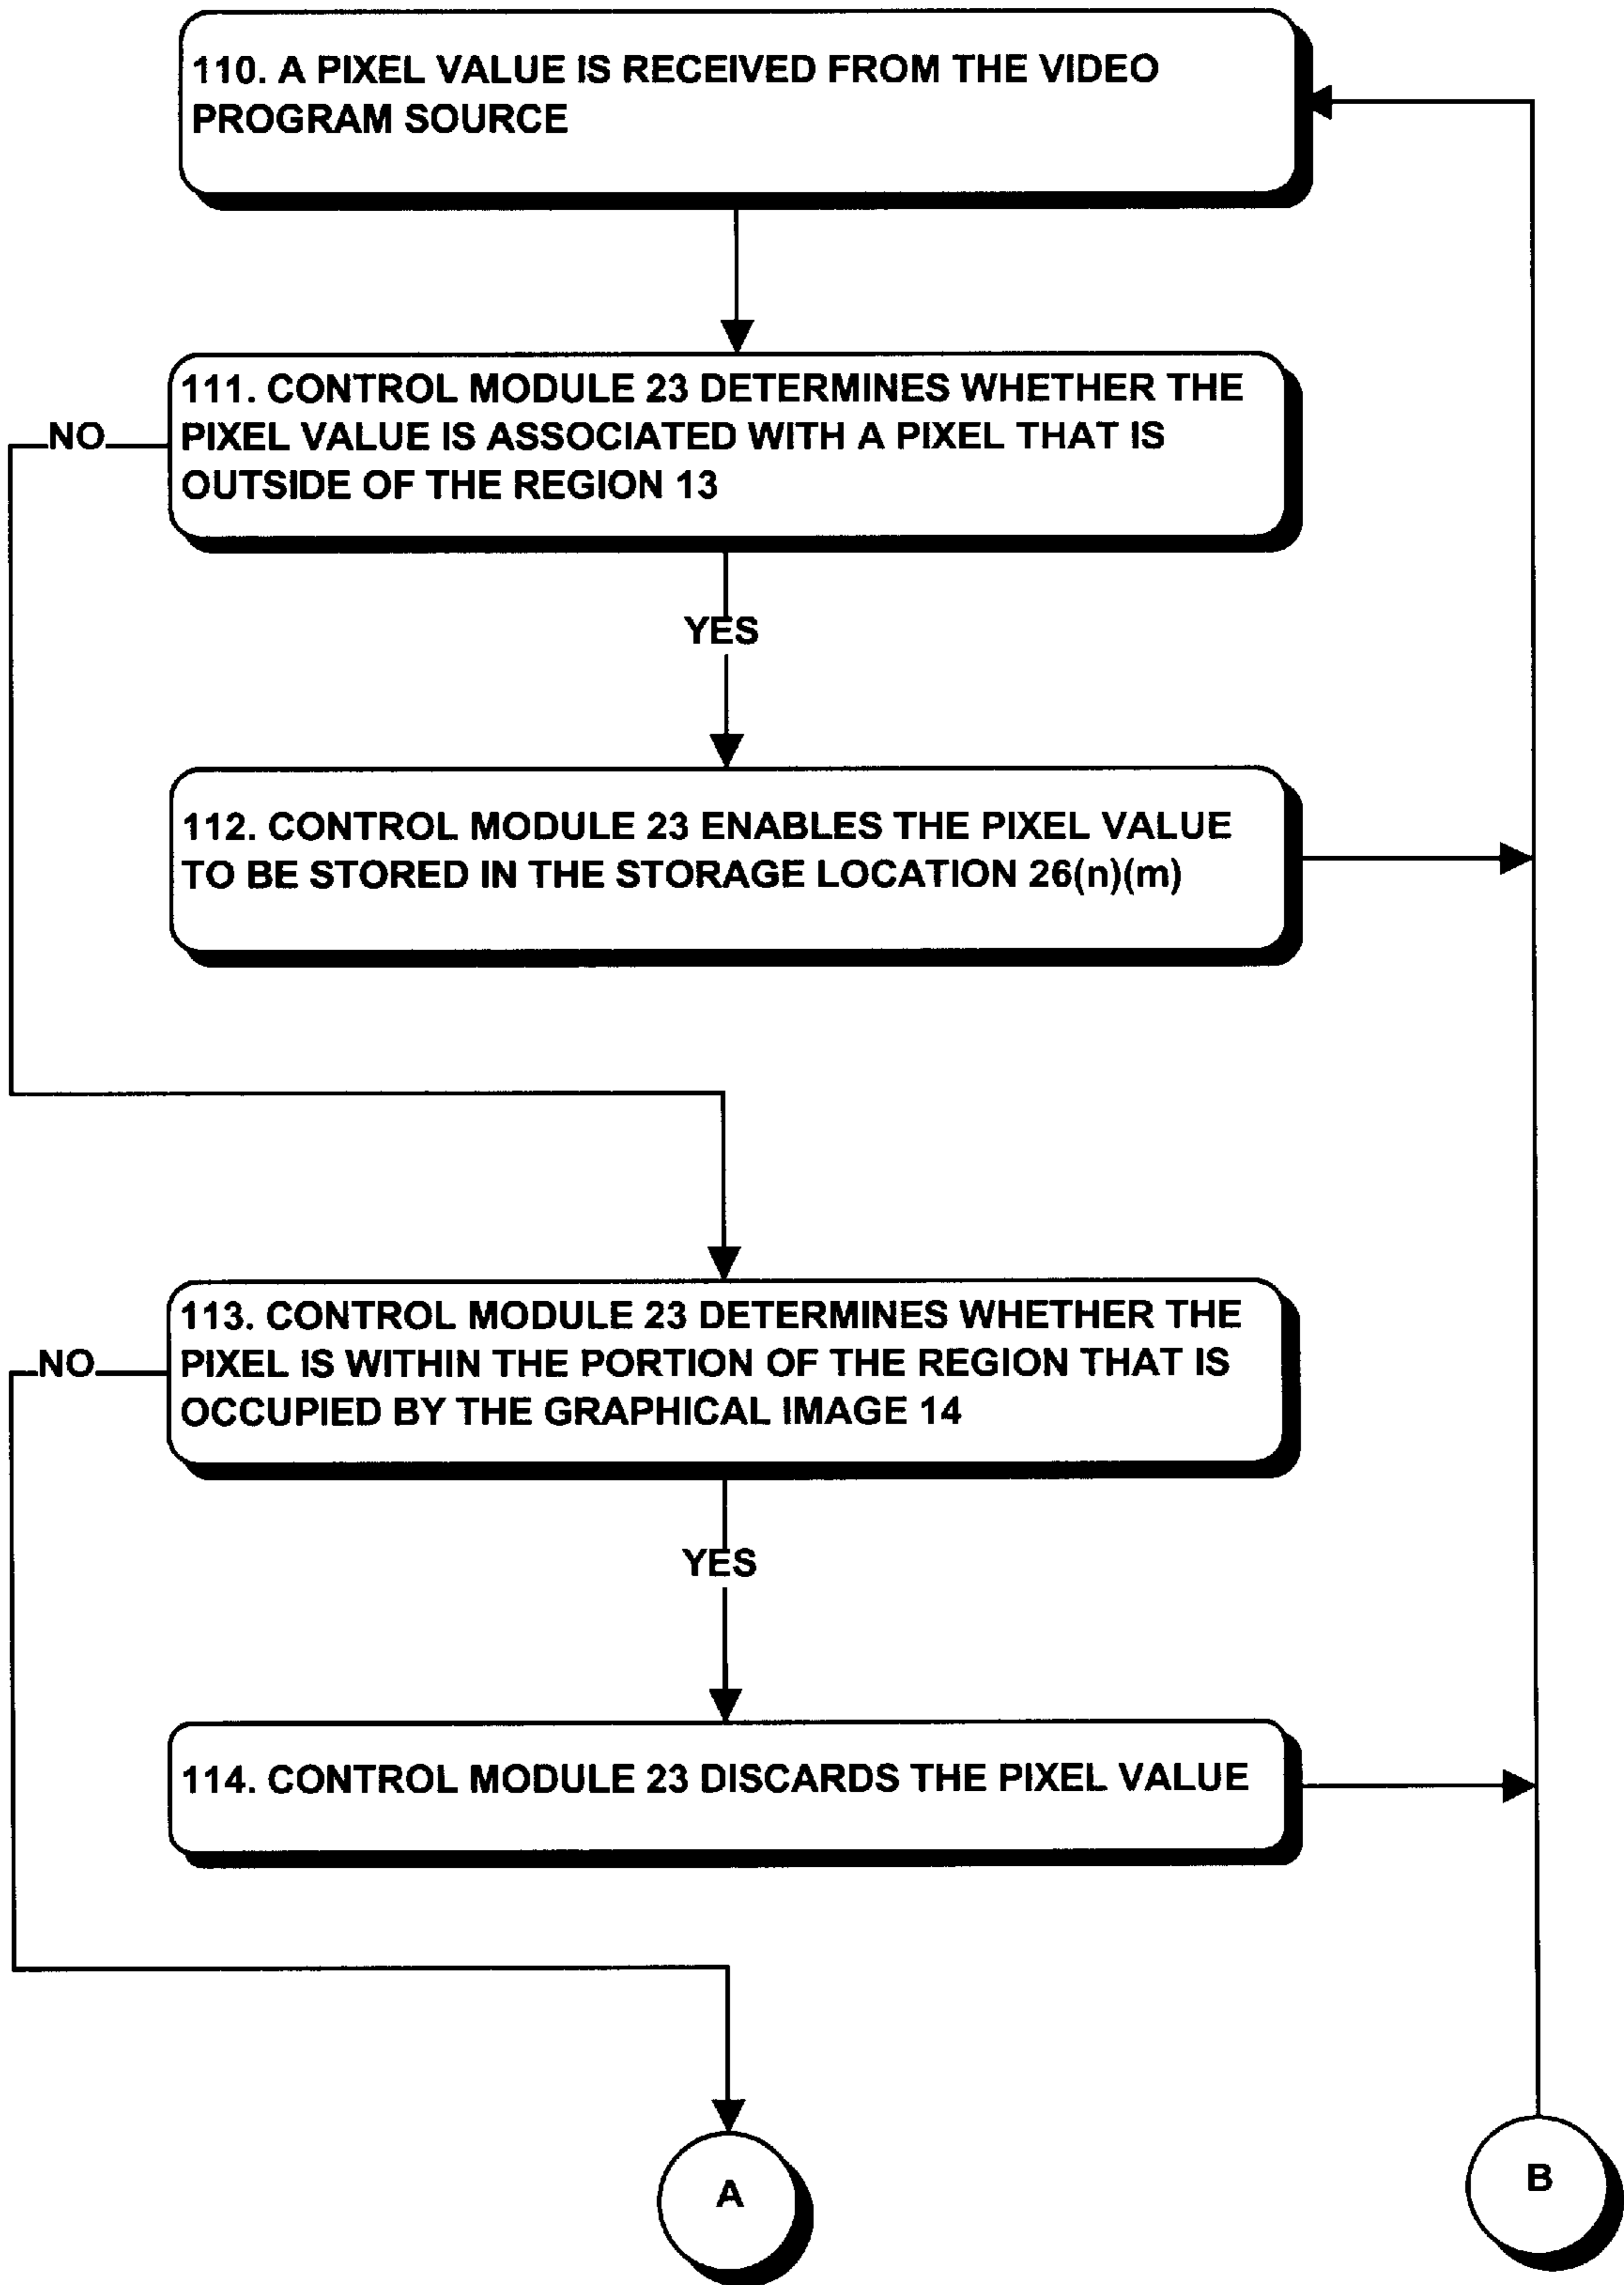 110. A PIXEL VALUE IS RECEIVED FROM THE VIDEO
PROGRAM SOURCE
111. CONTROL MODULE 23 DETERMINES WHETHER THE
PIXEL VALUE IS ASSOCIATED WITH A PIXEL THAT IS
OUTSIDE OF THE REGION 13
NO
YES
112. CONTROL MODULE 23 ENABLES THE PIXEL VALUE
TO BE STORED IN THE STORAGE LOCATION 26(n)(m)
113. CONTROL MODULE 23 DETERMINES WHETHER THE
PIXEL IS WITHIN THE PORTION OF THE REGION THAT IS
OCCUPIED BY THE GRAPHICAL IMAGE 14
NO
YES
114. CONTROL MODULE 23 DISCARDS THE PIXEL VALUE
A
B